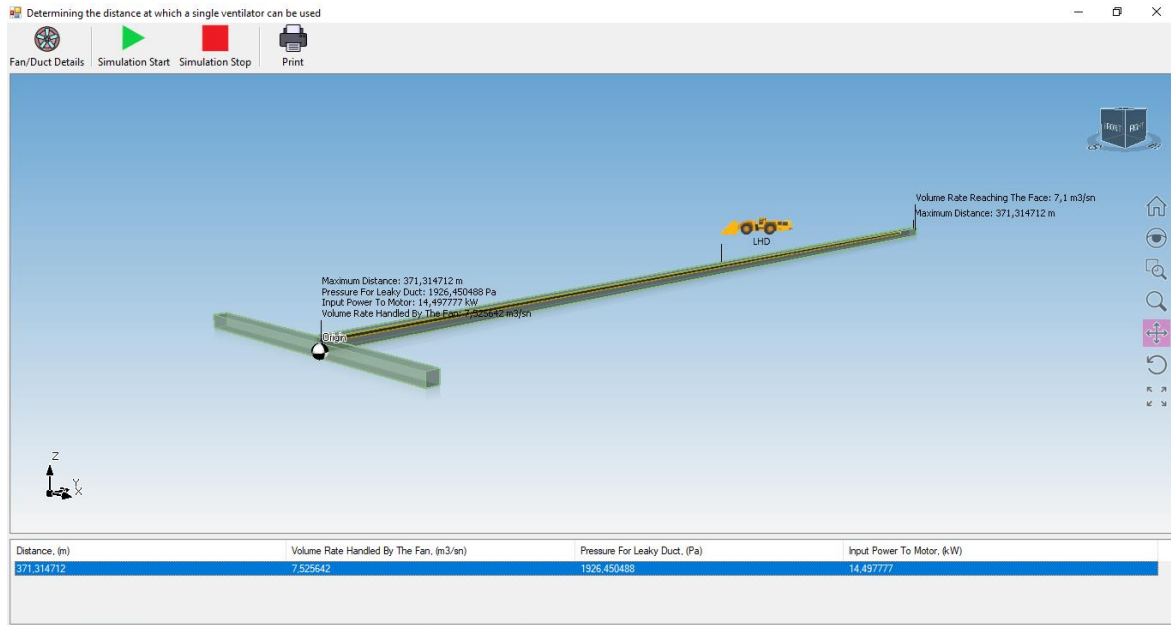 Determining the distance at which a single ventilator can be used
Fan/Duct Details Simulation Start Simulation Stop Print
FRONT RIGHT
Volume Rate Reaching The Face: 7,1 m3/sn
Maximum Distance: 371,314712 m
LHD
Maximum Distance: 371,314712 m
Pressure For Leaky Duct: 1926,450488 Pa
Input Power To Motor: 14,497777 kW
Volume Rate Handled By The Fan: 7,525642 m3/sn
Origin
Z
Y
X
Distance, (m) Volume Rate Handled By The Fan, (m3/sn) Pressure For Leaky Duct, (Pa) Input Power To Motor, (kW)
371,314712 7,525642 1926,450488 14,497777